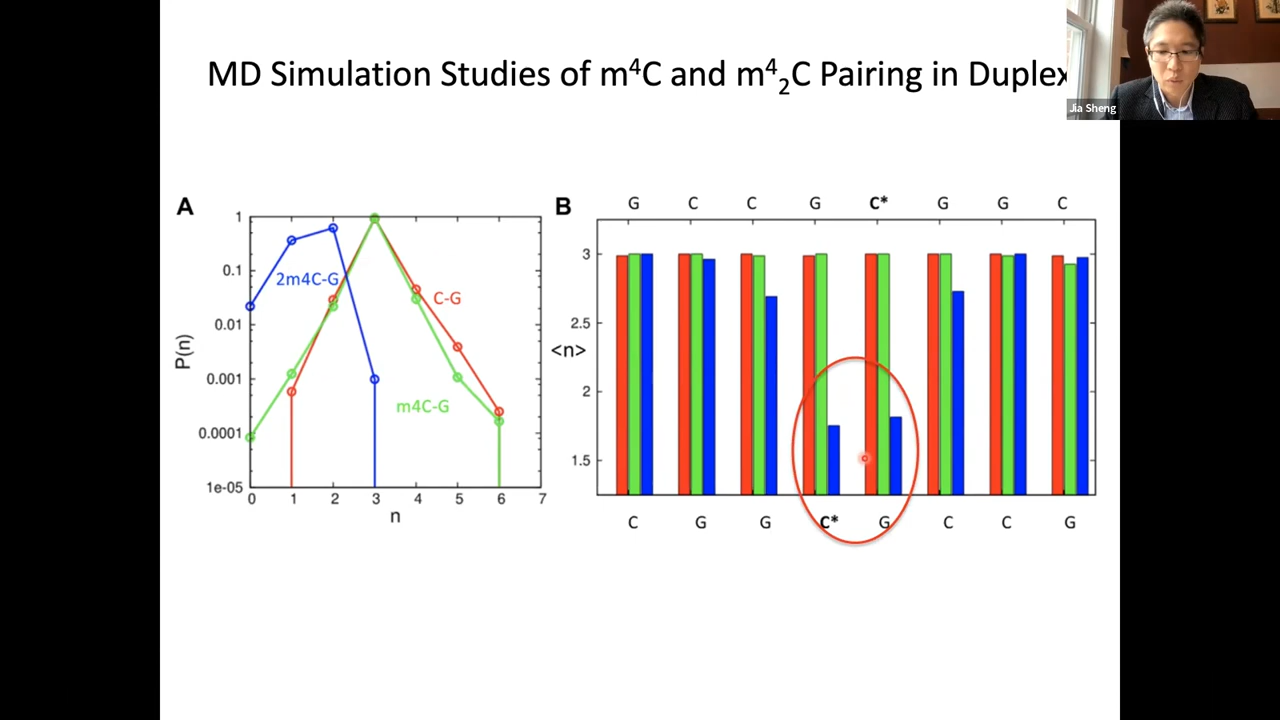 MD Simulation Studies of m⁴C and m⁴₂C Pairing in Duplex
Jia Sheng
A
1
0.1
0.01
0.001
0.0001
1e-05
P(n)
2m4C-G
C-G
m4C-G
0 1 2 3 4 5 6 7
n
B
G C C G C* G G C
3
2.5
2
1.5
<n>
C G G C* G C C G